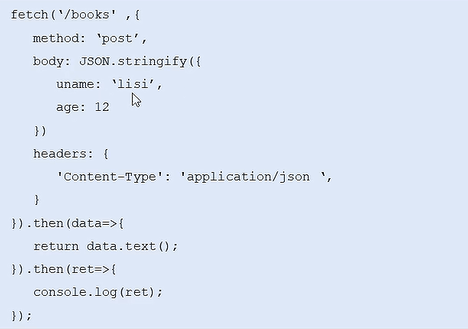 fetch(‘/books' ,{
method: ‘post’,
body: JSON.stringify({
uname: ‘lisi’,
age: 12
})
headers: {
'Content-Type': 'application/json ‘,
}
}).then(data=>{
return data.text();
}).then(ret=>{
console.log(ret);
});